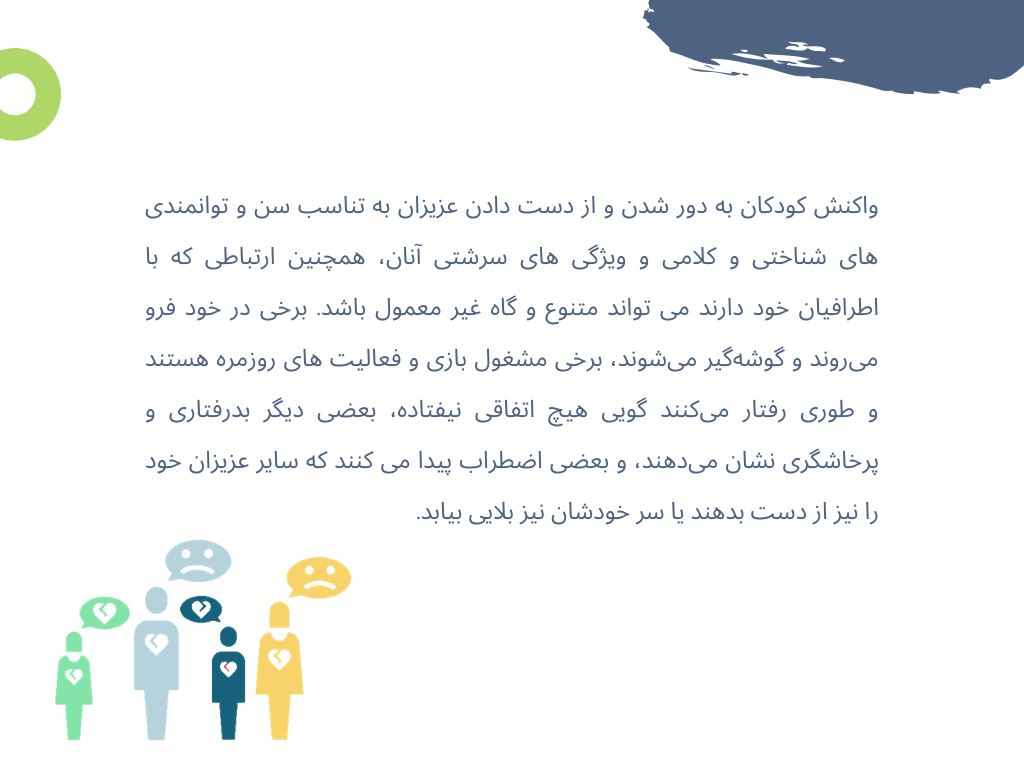 واکنش کودکان به دور شدن و از دست دادن عزیزان به تناسب سن و توانمندی
های شناختی و کلامی و ویژگی های سرشتی آنان، همچنین ارتباطی که با
اطرافیان خود دارند می تواند متنوع و گاه غیر معمول باشد. برخی در خود فرو
می‌روند و گوشه‌گیر می‌شوند، برخی مشغول بازی و فعالیت های روزمره هستند
و طوری رفتار می‌کنند گویی هیچ اتفاقی نیفتاده، بعضی دیگر بدرفتاری و
پرخاشگری نشان می‌دهند، و بعضی اضطراب پیدا می کنند که سایر عزیزان خود
را نیز از دست بدهند یا سر خودشان نیز بلایی بیابد.